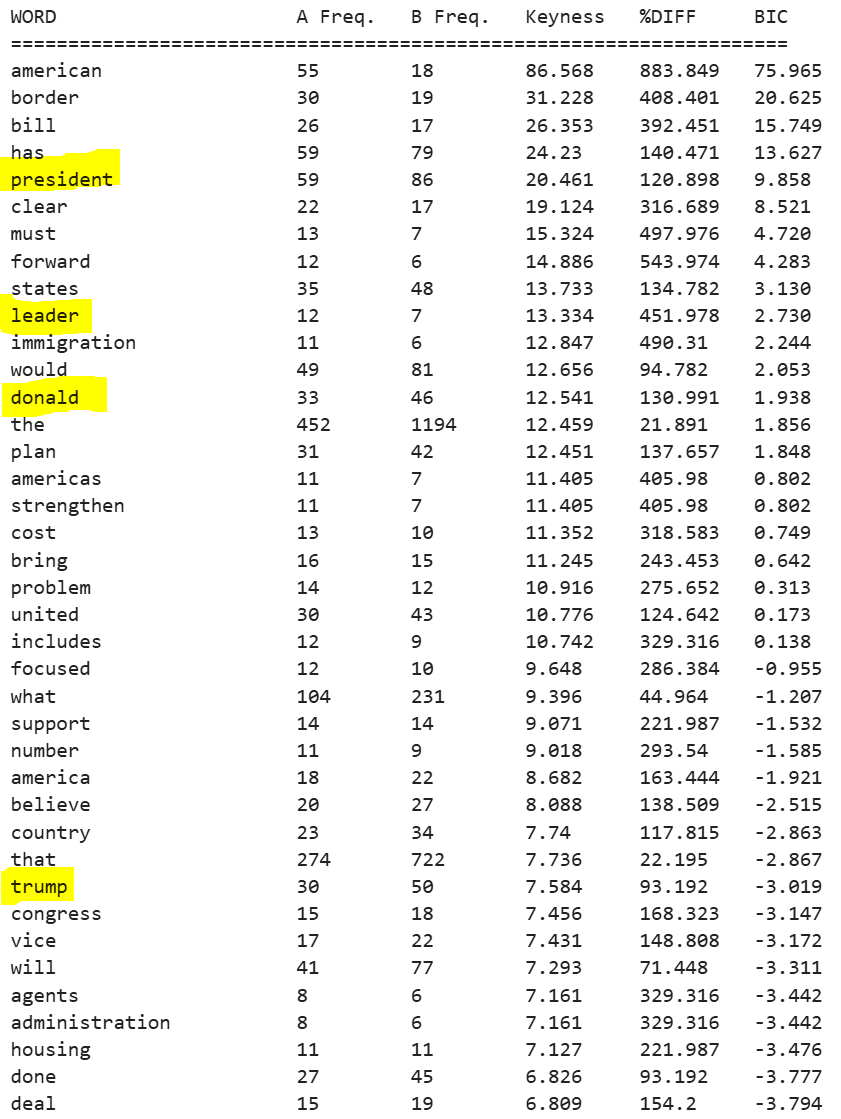 WORD A Freq. B Freq. Keyness %DIFF BIC
====================================================================
american 55 18 86.568 883.849 75.965
border 30 19 31.228 408.401 20.625
bill 26 17 26.353 392.451 15.749
has 59 79 24.23 140.471 13.627
president 59 86 20.461 120.898 9.858
clear 22 17 19.124 316.689 8.521
must 13 7 15.324 497.976 4.720
forward 12 6 14.886 543.974 4.283
states 35 48 13.733 134.782 3.130
leader 12 7 13.334 451.978 2.730
immigration 11 6 12.847 490.31 2.244
would 49 81 12.656 94.782 2.053
donald 33 46 12.541 130.991 1.938
the 452 1194 12.459 21.891 1.856
plan 31 42 12.451 137.657 1.848
americas 11 7 11.405 405.98 0.802
strengthen 11 7 11.405 405.98 0.802
cost 13 10 11.352 318.583 0.749
bring 16 15 11.245 243.453 0.642
problem 14 12 10.916 275.652 0.313
united 30 43 10.776 124.642 0.173
includes 12 9 10.742 329.316 0.138
focused 12 10 9.648 286.384 -0.955
what 104 231 9.396 44.964 -1.207
support 14 14 9.071 221.987 -1.532
number 11 9 9.018 293.54 -1.585
america 18 22 8.682 163.444 -1.921
believe 20 27 8.088 138.509 -2.515
country 23 34 7.74 117.815 -2.863
that 274 722 7.736 22.195 -2.867
trump 30 50 7.584 93.192 -3.019
congress 15 18 7.456 168.323 -3.147
vice 17 22 7.431 148.808 -3.172
will 41 77 7.293 71.448 -3.311
agents 8 6 7.161 329.316 -3.442
administration 8 6 7.161 329.316 -3.442
housing 11 11 7.127 221.987 -3.476
done 27 45 6.826 93.192 -3.777
deal 15 19 6.809 154.2 -3.794